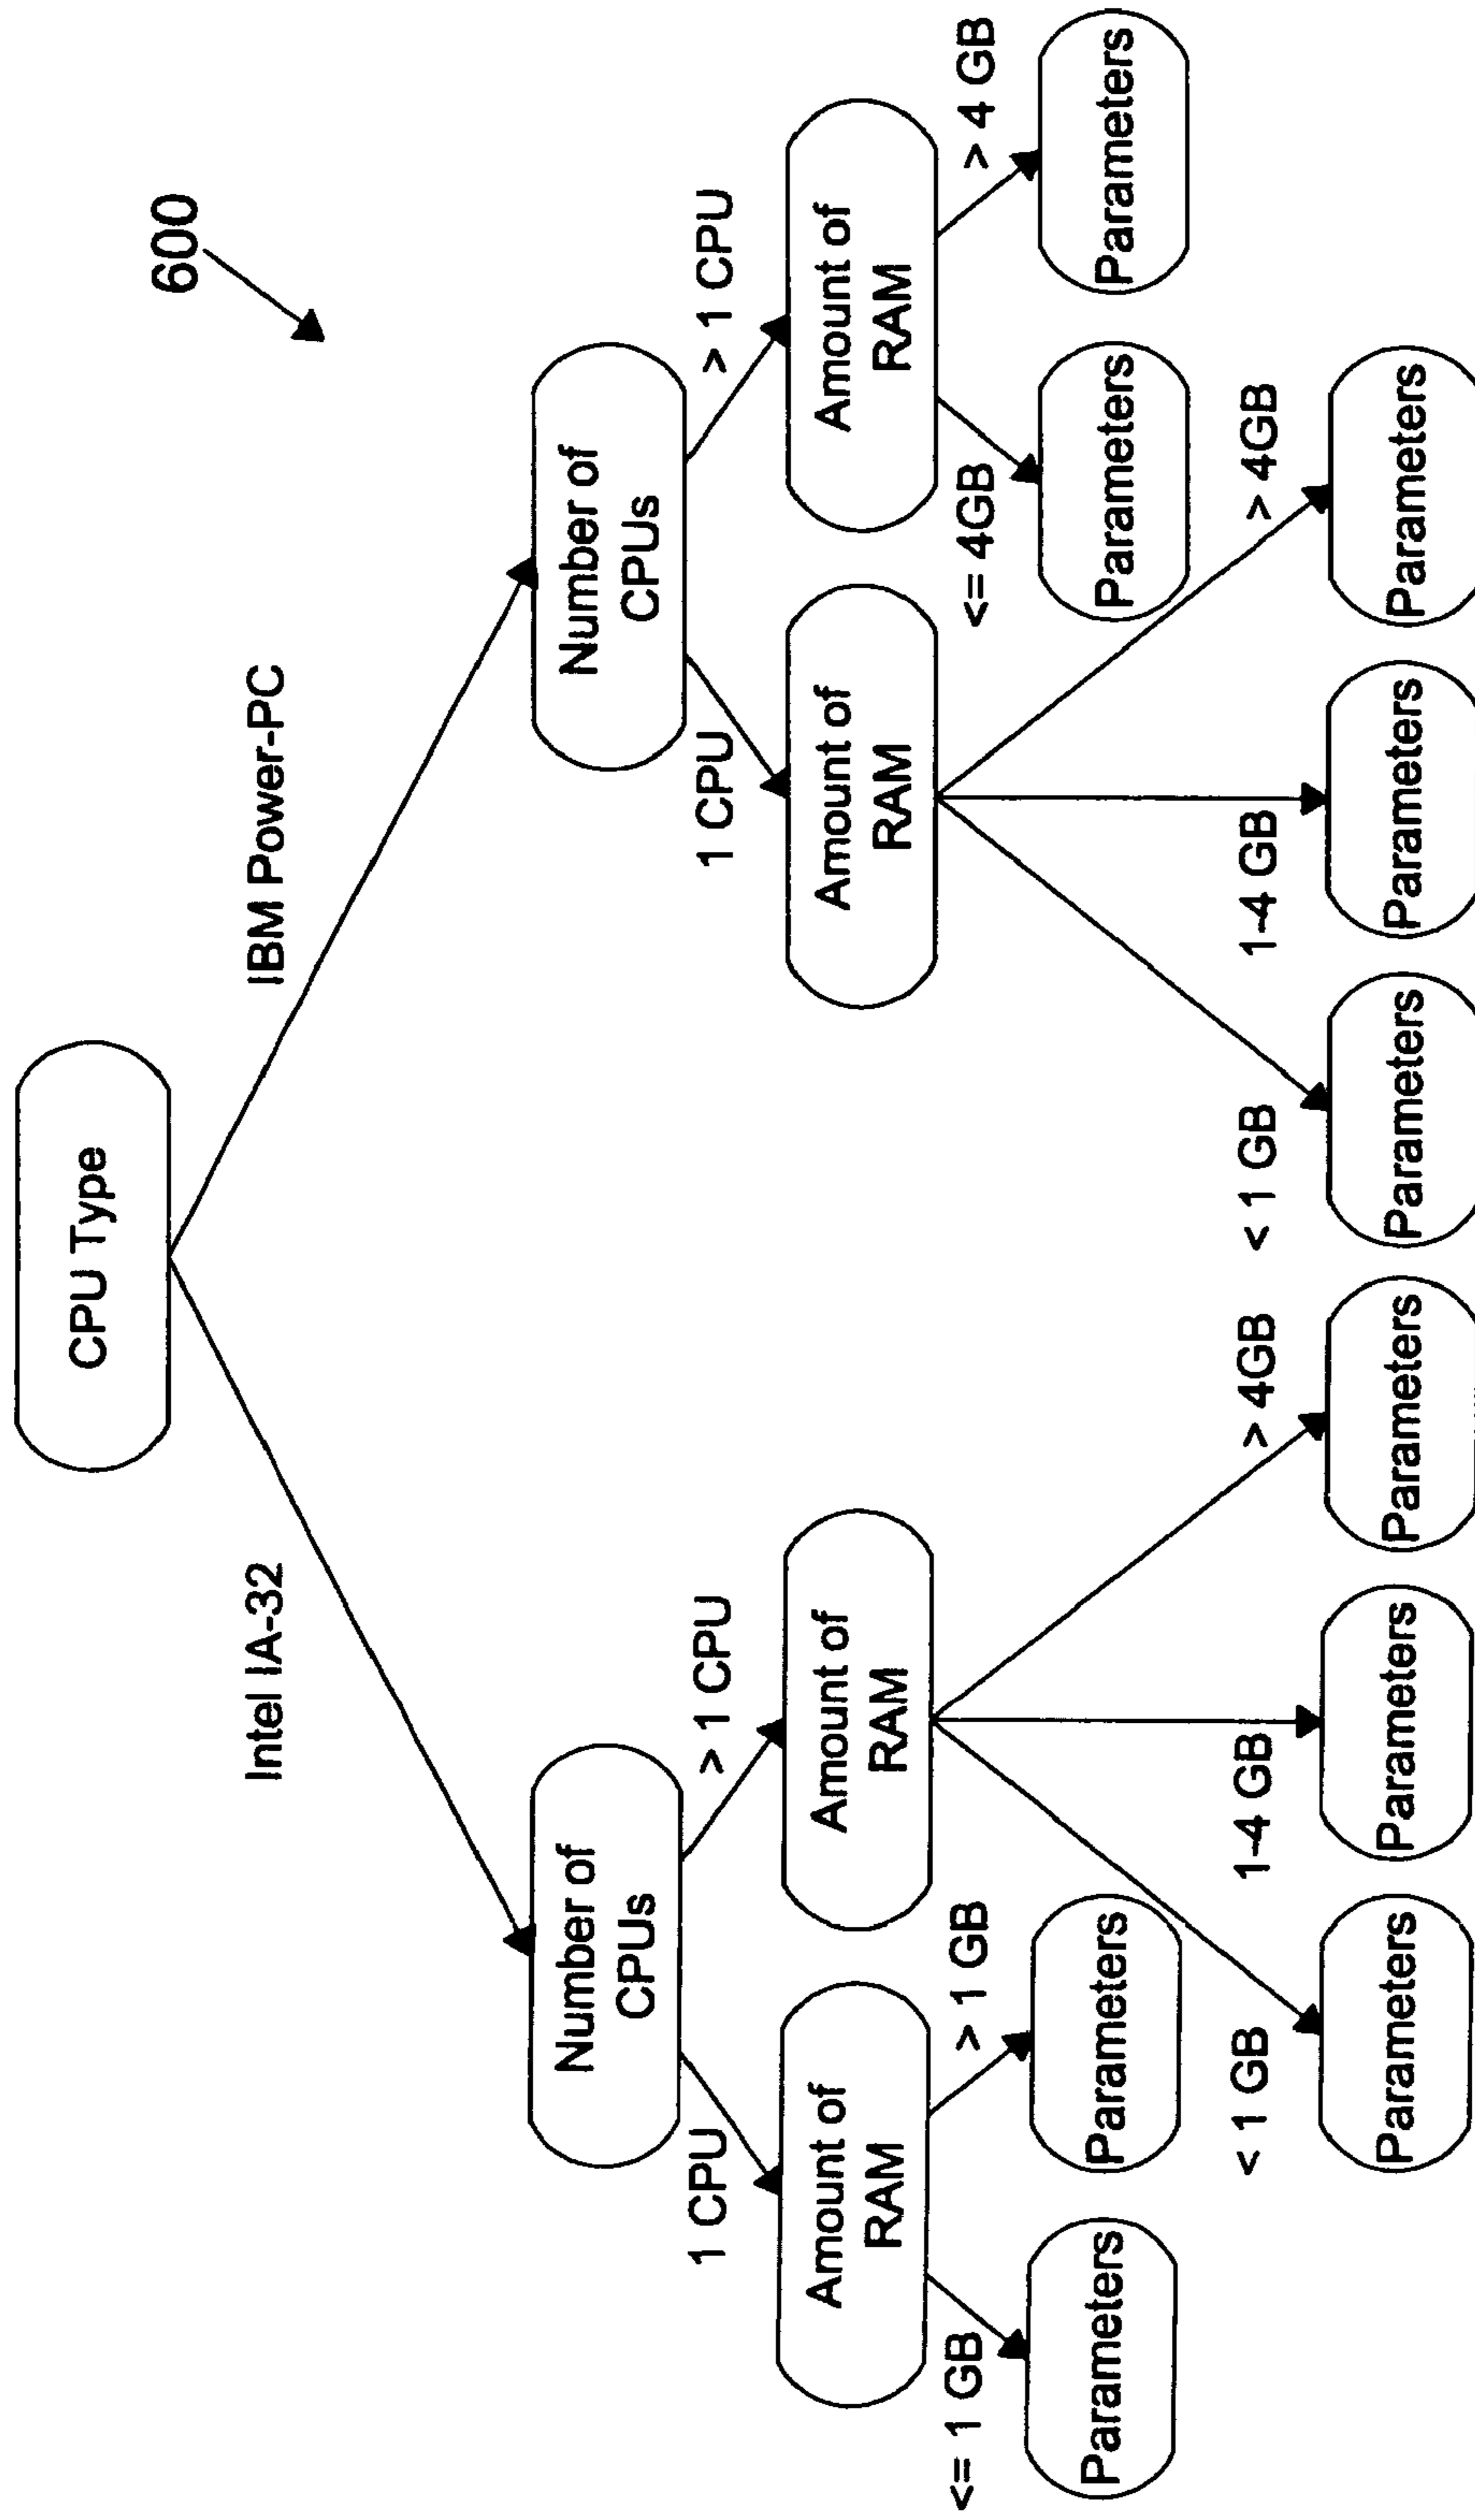 600
CPU Type
Intel IA-32
IBM Power-PC
Number of
CPUs
Number of
CPUs
1 CPU
> 1 CPU
1 CPU
> 1 CPU
Amount of
RAM
Amount of
RAM
Amount of
RAM
Amount of
RAM
<= 1 GB
> 1 GB
<= 4GB
> 4 GB
Parameters
Parameters
Parameters
Parameters
< 1 GB
1-4 GB
> 4GB
< 1 GB
1-4 GB
> 4GB
Parameters
Parameters
Parameters
Parameters
Parameters
Parameters